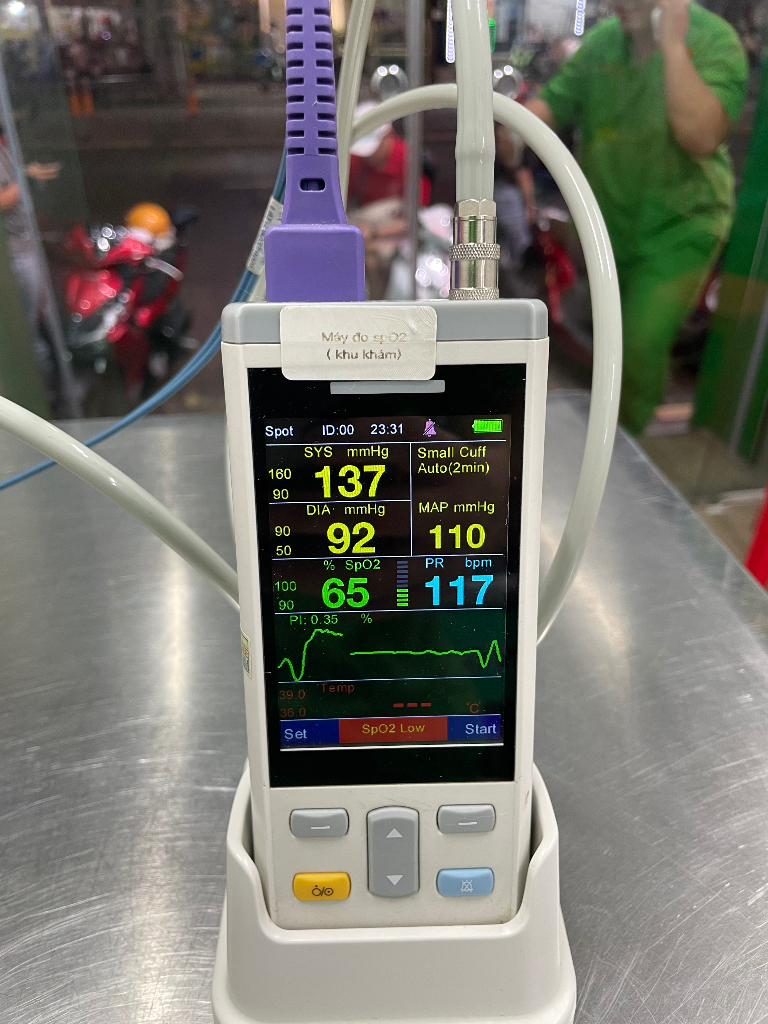 Máy đo spO2
( khu khám)
Spot ID:00 23:31
SYS mmHg
160
90
137
Small Cuff
Auto(2min)
DIA mmHg
90
50
92
MAP mmHg
110
% SpO2
100
90
65
PR bpm
117
PI: 0.35 %
39.0 Temp
36.0 --- °C
Set SpO2 Low Start